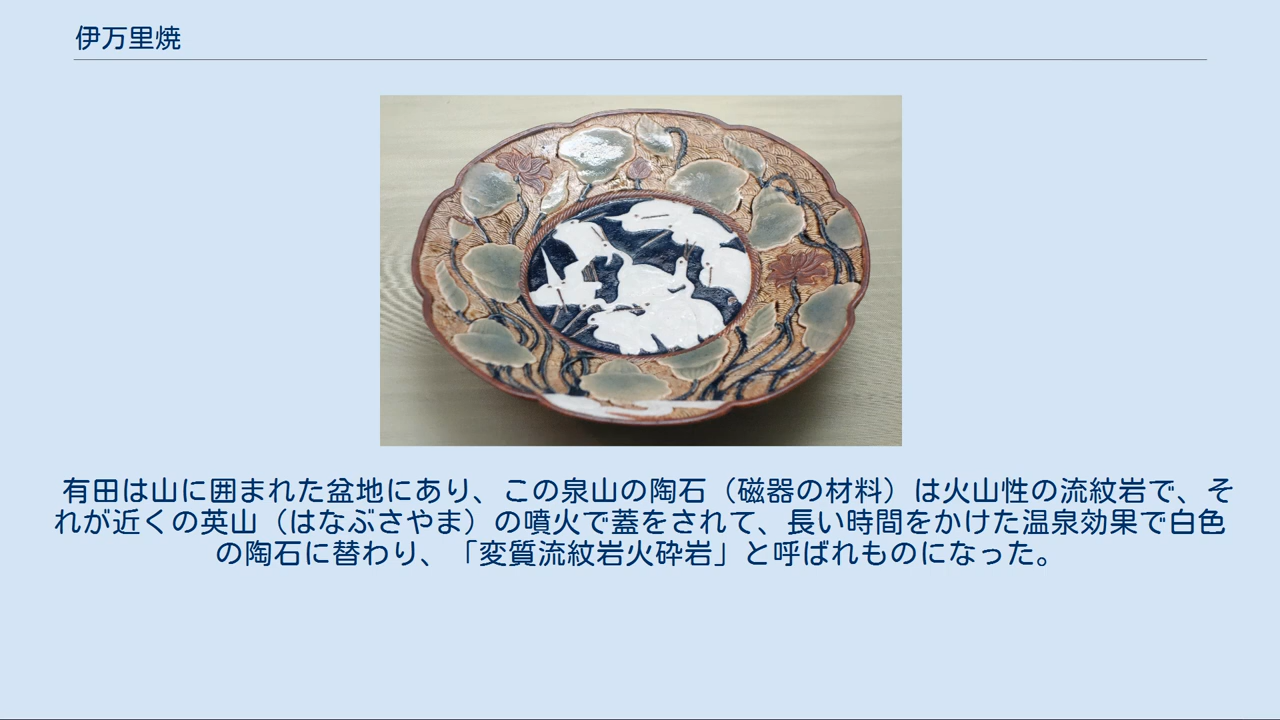 伊万里焼
有田は山に囲まれた盆地にあり、この泉山の陶石（磁器の材料）は火山性の流紋岩で、そ
れが近くの英山（はなぶさやま）の噴火で蓋をされて、長い時間をかけた温泉効果で白色
の陶石に替わり、「変質流紋岩火砕岩」と呼ばれものになった。